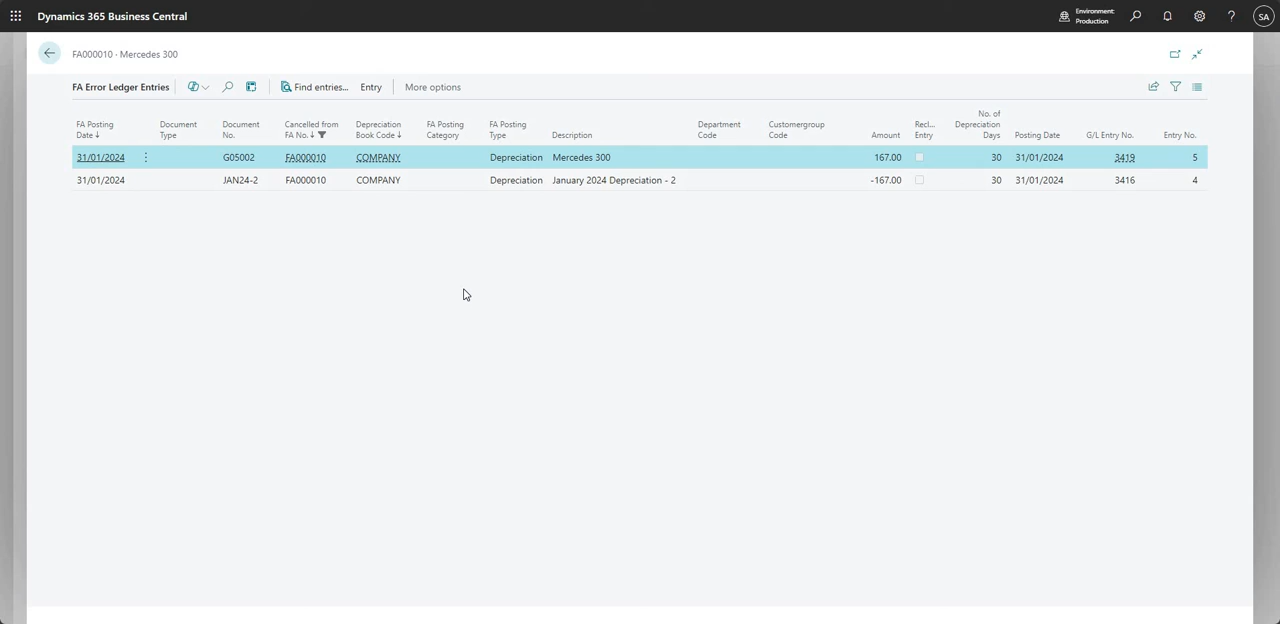 Dynamics 365 Business Central
Environment:
Production
SA
FA000010 · Mercedes 300
FA Error Ledger Entries
Find entries...
Entry
More options
FA Posting Date↓
Document Type
Document No.
Cancelled from FA No.↓
Depreciation Book Code↓
FA Posting Category
FA Posting Type
Description
Department Code
Customergroup Code
Amount
Recl... Entry
No. of Depreciation Days
Posting Date
G/L Entry No.
Entry No.
31/01/2024 G05002 FA000010 COMPANY Depreciation Mercedes 300 167.00 30 31/01/2024 3419 5
31/01/2024 JAN24-2 FA000010 COMPANY Depreciation January 2024 Depreciation - 2 -167.00 30 31/01/2024 3416 4